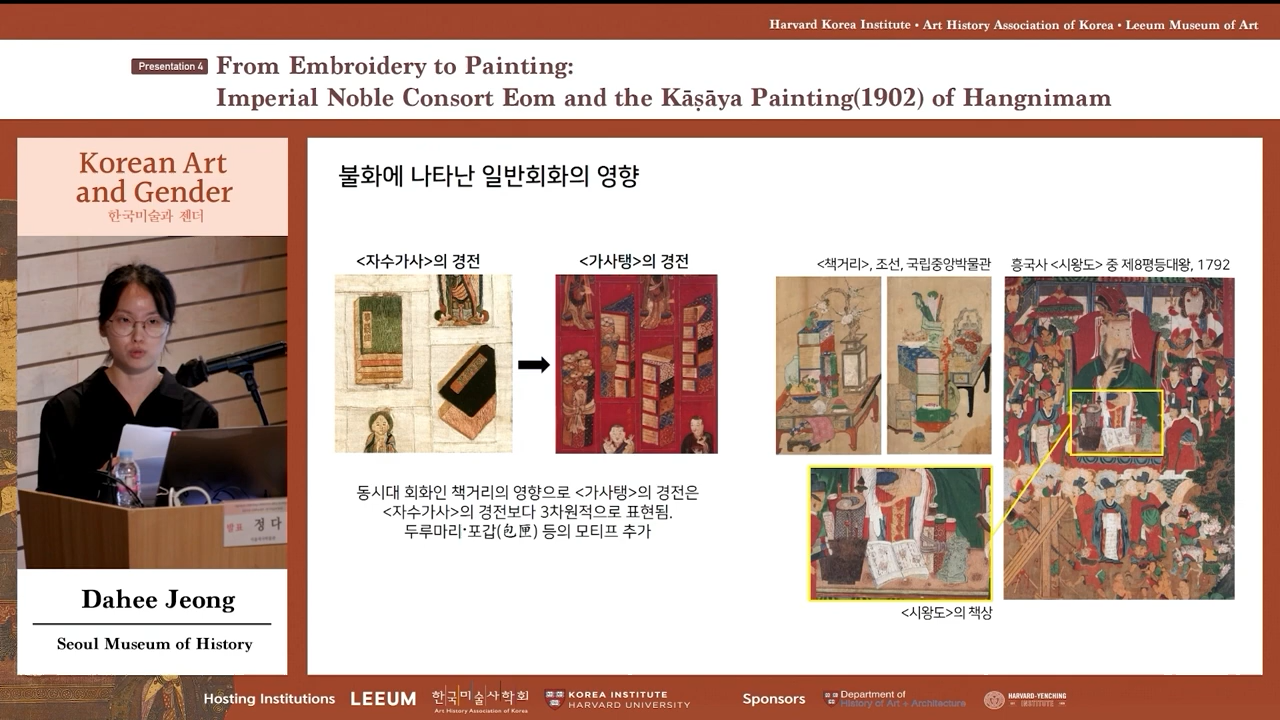 Harvard Korea Institute • Art History Association of Korea • Leeum Museum of Art
Presentation 4
From Embroidery to Painting:
Imperial Noble Consort Eom and the Kāṣāya Painting(1902) of Hangnimam
Korean Art
and Gender
한국미술과 젠더
불화에 나타난 일반회화의 영향
<자수가사>의 경전
<가사탱>의 경전
<책거리>, 조선, 국립중앙박물관
흥국사 <시왕도> 중 제8평등대왕, 1792
동시대 회화인 책거리의 영향으로 <가사탱>의 경전은
<자수가사>의 경전보다 3차원적으로 표현됨.
두루마리·포갑(包匣) 등의 모티프 추가
<시왕도>의 책상
발표 정 다
Dahee Jeong
Seoul Museum of History
Hosting Institutions
LEEUM
한국미술사학회
Art History Association of Korea
KOREA INSTITUTE
HARVARD UNIVERSITY
Sponsors
Department of
History of Art + Architecture
HARVARD-YENCHING
INSTITUTE